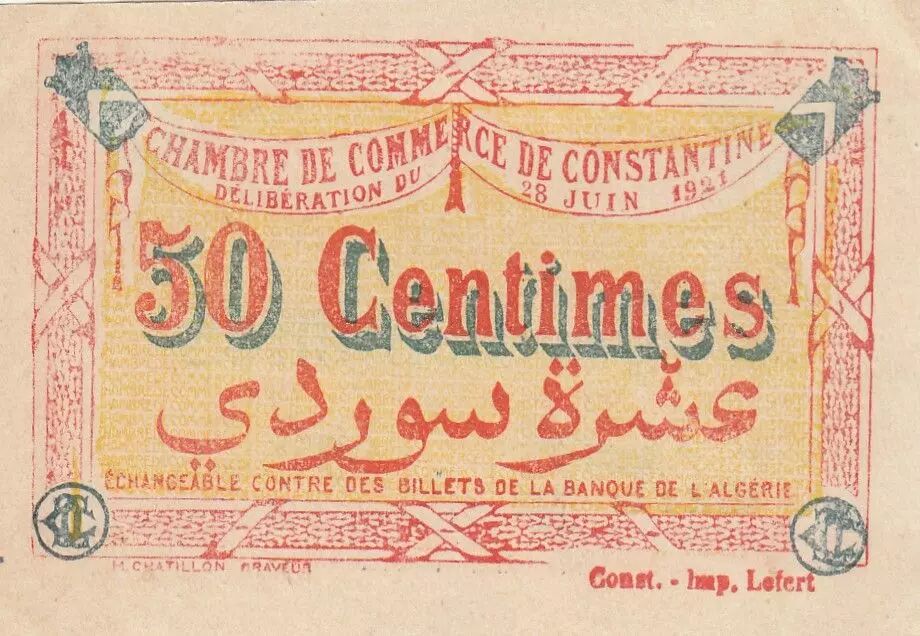 CHAMBRE DE COMMERCE DE CONSTANTINE
DÉLIBÉRATION DU 28 JUIN 1921
50 Centimes
عشرة سوردي
ÉCHANGEABLE CONTRE DES BILLETS DE LA BANQUE DE L'ALGÉRIE
H. CHATILLON GRAVEUR
Const. - Imp. Lefert